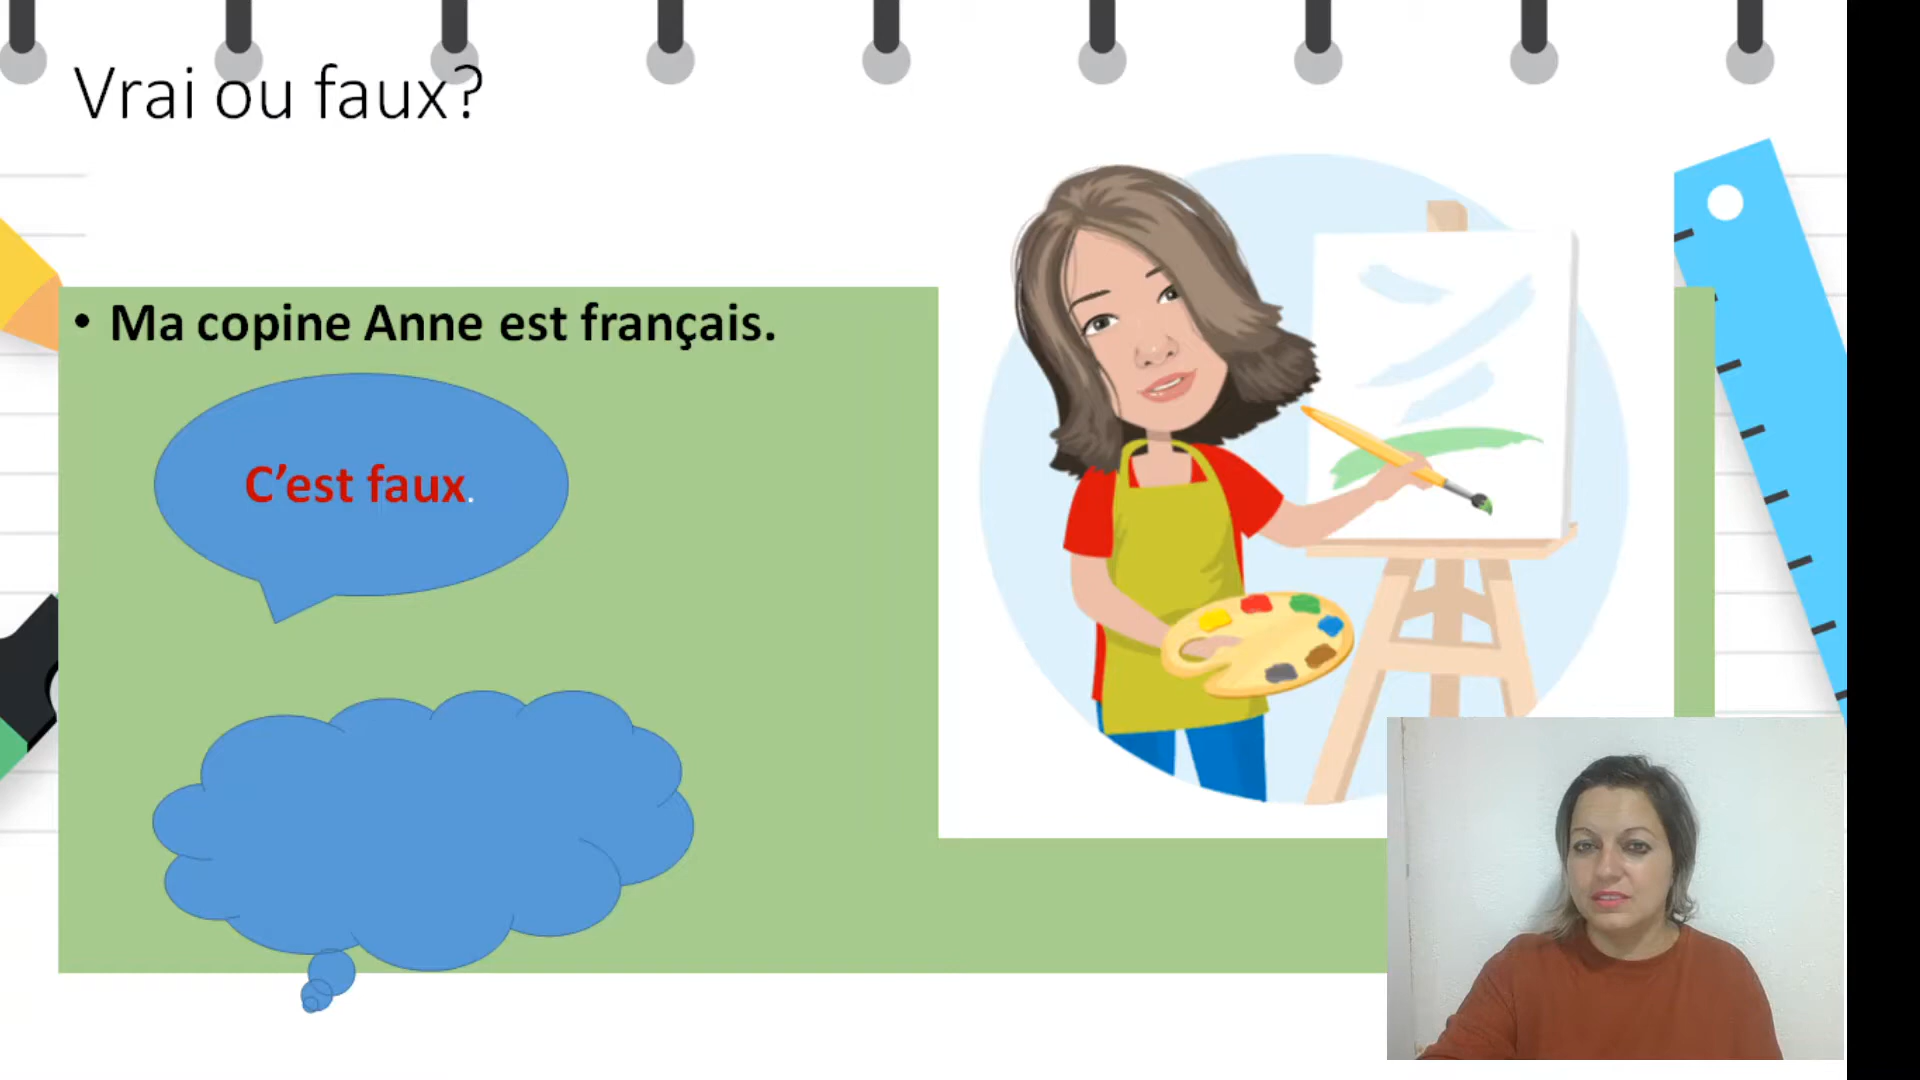 Vrai ou faux?
• Ma copine Anne est français.
C’est faux.